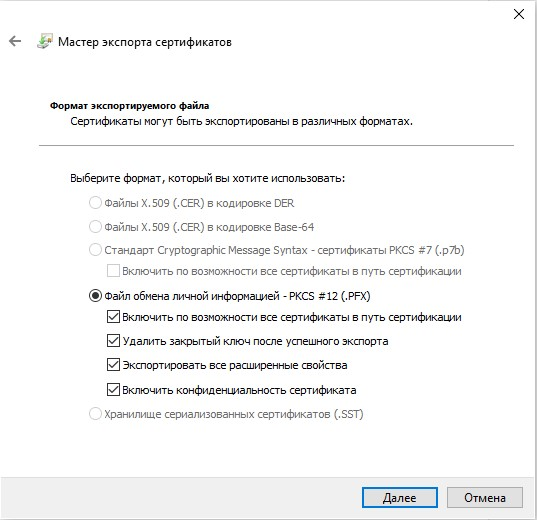 Мастер экспорта сертификатов
Формат экспортируемого файла
Сертификаты могут быть экспортированы в различных форматах.
Выберите формат, который вы хотите использовать:
Файлы X.509 (.CER) в кодировке DER
Файлы X.509 (.CER) в кодировке Base-64
Стандарт Cryptographic Message Syntax - сертификаты PKCS #7 (.p7b)
Включить по возможности все сертификаты в путь сертификации
Файл обмена личной информацией - PKCS #12 (.PFX)
Включить по возможности все сертификаты в путь сертификации
Удалить закрытый ключ после успешного экспорта
Экспортировать все расширенные свойства
Включить конфиденциальность сертификата
Хранилище сериализованных сертификатов (.SST)
Далее
Отмена